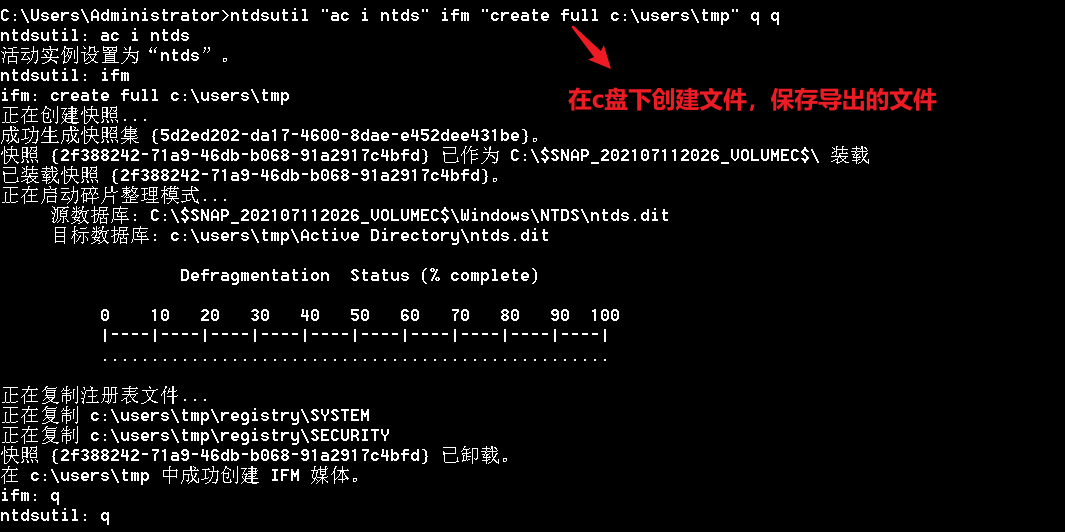 C:\Users\Administrator>ntdsutil "ac i ntds" ifm "create full c:\users\tmp" q q
ntdsutil: ac i ntds
活动实例设置为“ntds”。
ntdsutil: ifm
ifm: create full c:\users\tmp
在c盘下创建文件，保存导出的文件
正在创建快照...
成功生成快照集 {5d2ed202-da17-4600-8dae-e452dee431be}。
快照 {2f388242-71a9-46db-b068-91a2917c4bfd} 已作为 C:\$SNAP_202107112026_VOLUMEC$\ 装载
已装载快照 {2f388242-71a9-46db-b068-91a2917c4bfd}。
正在启动碎片整理模式...
源数据库: C:\$SNAP_202107112026_VOLUMEC$\Windows\NTDS\ntds.dit
目标数据库: c:\users\tmp\Active Directory\ntds.dit
Defragmentation  Status (% complete)
0    10   20   30   40   50   60   70   80   90  100
|----|----|----|----|----|----|----|----|----|----|
...................................................
正在复制注册表文件...
正在复制 c:\users\tmp\registry\SYSTEM
正在复制 c:\users\tmp\registry\SECURITY
快照 {2f388242-71a9-46db-b068-91a2917c4bfd} 已卸载。
在 c:\users\tmp 中成功创建 IFM 媒体。
ifm: q
ntdsutil: q